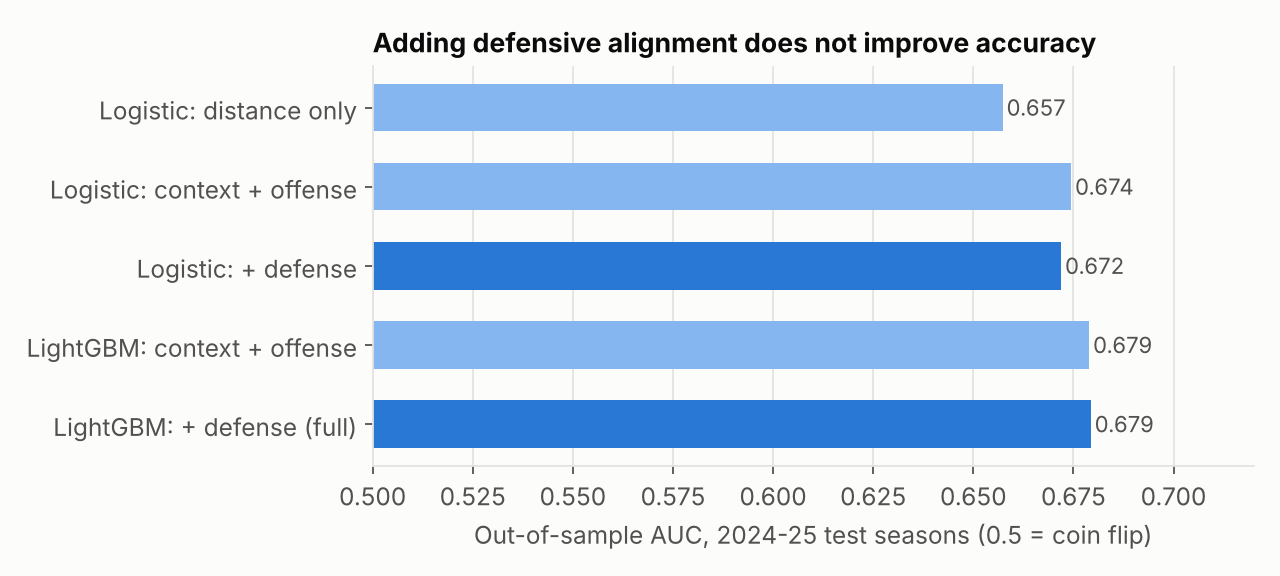 Adding defensive alignment does not improve accuracy
Logistic: distance only
0.657
Logistic: context + offense
0.674
Logistic: + defense
0.672
LightGBM: context + offense
0.679
LightGBM: + defense (full)
0.679
0.500 0.525 0.550 0.575 0.600 0.625 0.650 0.675 0.700
Out-of-sample AUC, 2024-25 test seasons (0.5 = coin flip)